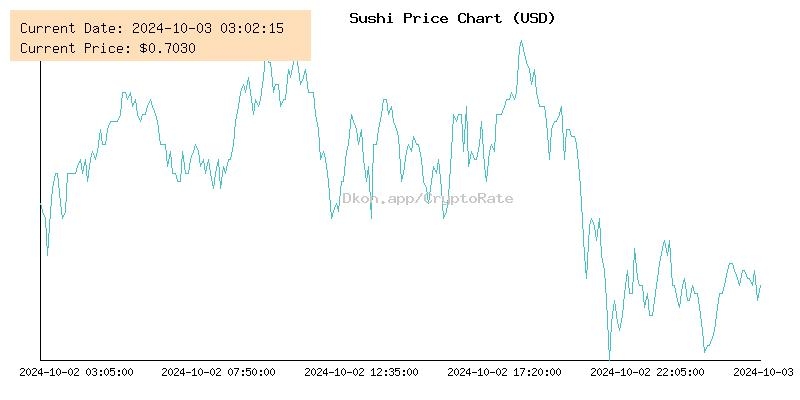 Sushi Price Chart (USD)
Current Date: 2024-10-03 03:02:15
Current Price: $0.7030
Dkon.app/CryptoRate
2024-10-02 03:05:00 2024-10-02 07:50:00 2024-10-02 12:35:00 2024-10-02 17:20:00 2024-10-02 22:05:00 2024-10-03